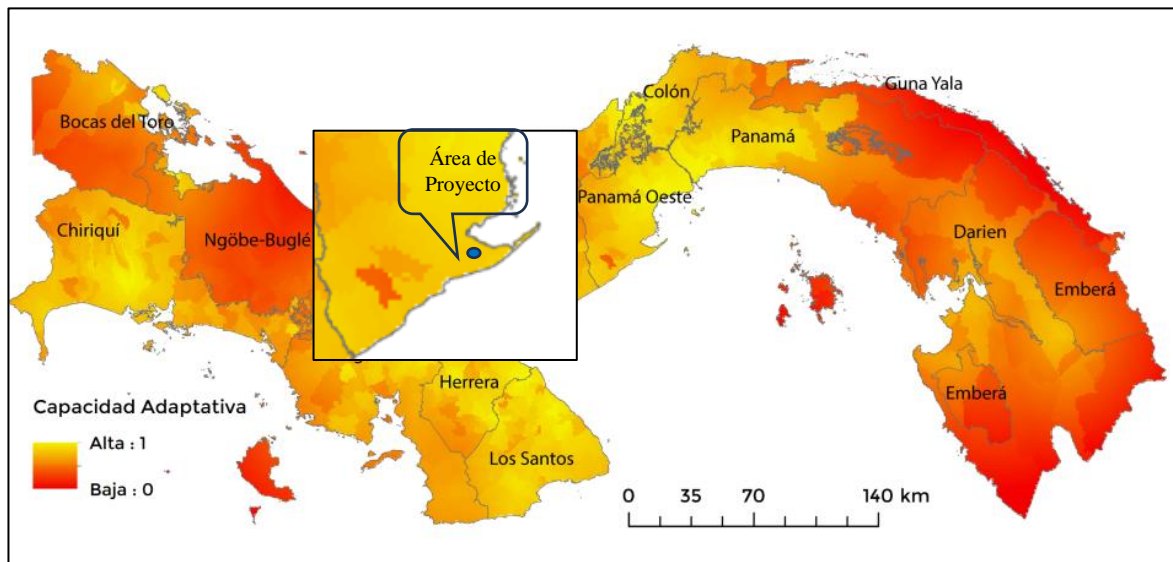 Guna Yala
Colón
Bocas del Toro
Panamá
Área de
Proyecto
Panamá Oeste
Chiriquí
Ngöbe-Buglé
Darien
Emberá
Herrera
Emberá
Capacidad Adaptativa
Alta : 1
Baja : 0
Los Santos
0 35 70 140 km